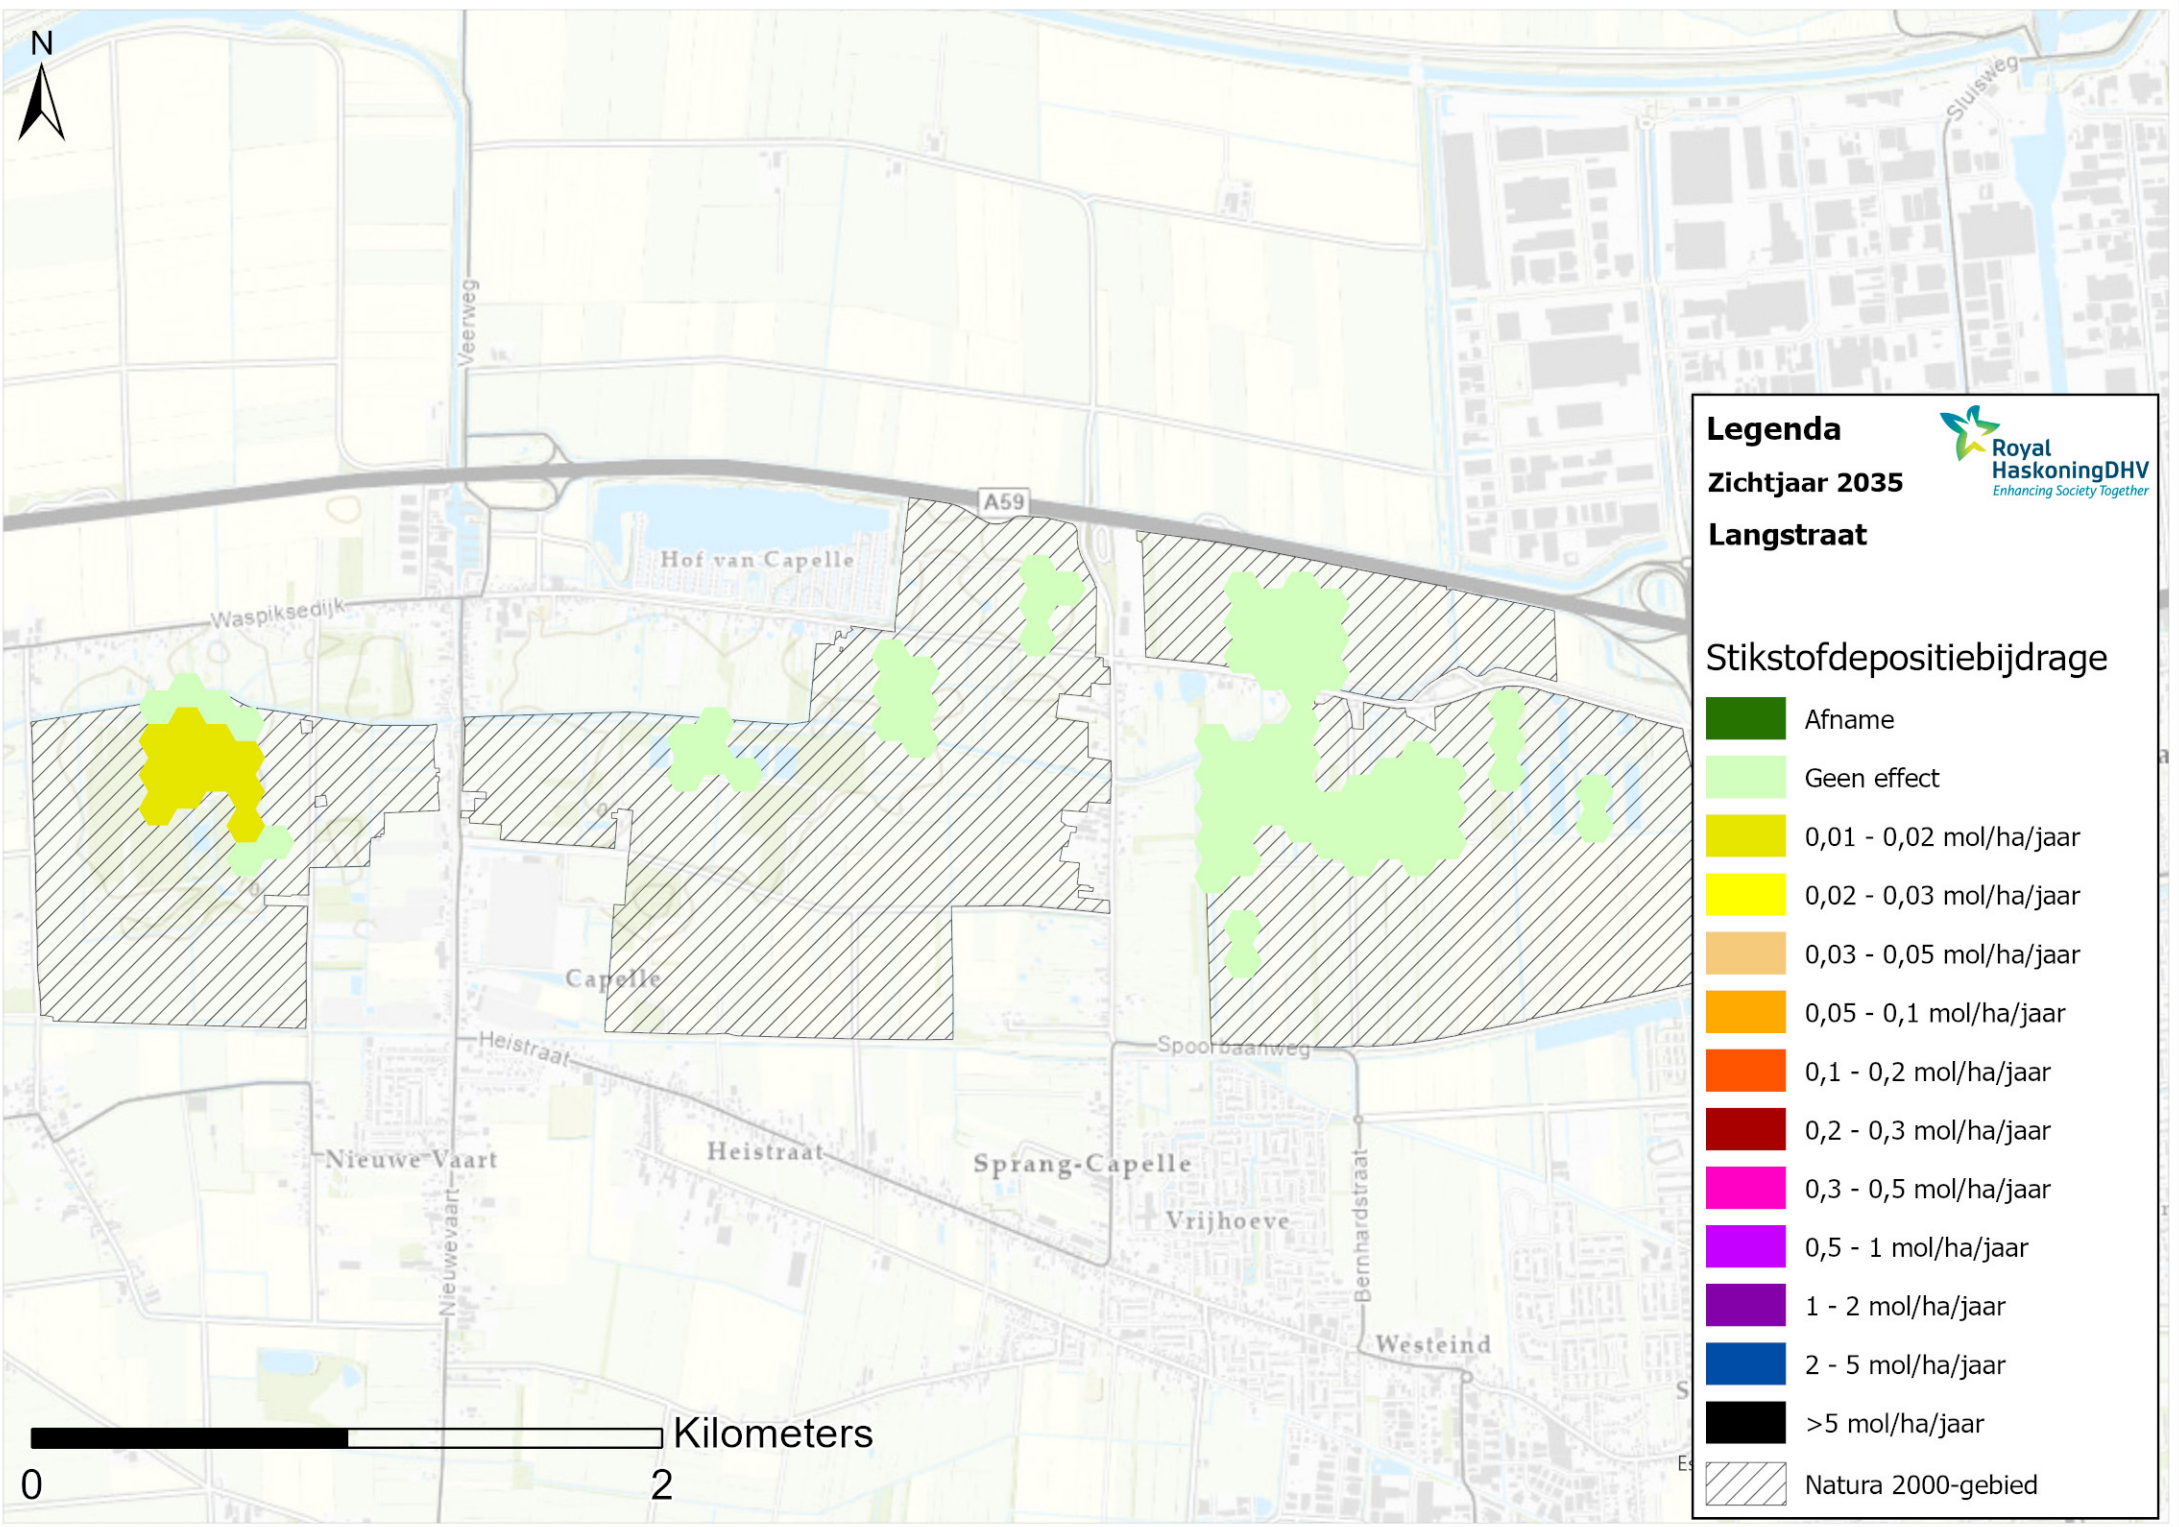 N
Sluisweg
Veerweg
A59
Hof van Capelle
Waspiksedijk
Capelle
Heistraat
Spoorbaanweg
Nieuwe Vaart
Heistraat
Sprang-Capelle
Vrijhoeve
Nieuwevaart
Bernhardstraat
Westeind
Kilometers
0
2
Legenda
Zichtjaar 2035
Langstraat
Royal
HaskoningDHV
Enhancing Society Together
Stikstofdepositiebijdrage
Afname
Geen effect
0,01 - 0,02 mol/ha/jaar
0,02 - 0,03 mol/ha/jaar
0,03 - 0,05 mol/ha/jaar
0,05 - 0,1 mol/ha/jaar
0,1 - 0,2 mol/ha/jaar
0,2 - 0,3 mol/ha/jaar
0,3 - 0,5 mol/ha/jaar
0,5 - 1 mol/ha/jaar
1 - 2 mol/ha/jaar
2 - 5 mol/ha/jaar
>5 mol/ha/jaar
Natura 2000-gebied